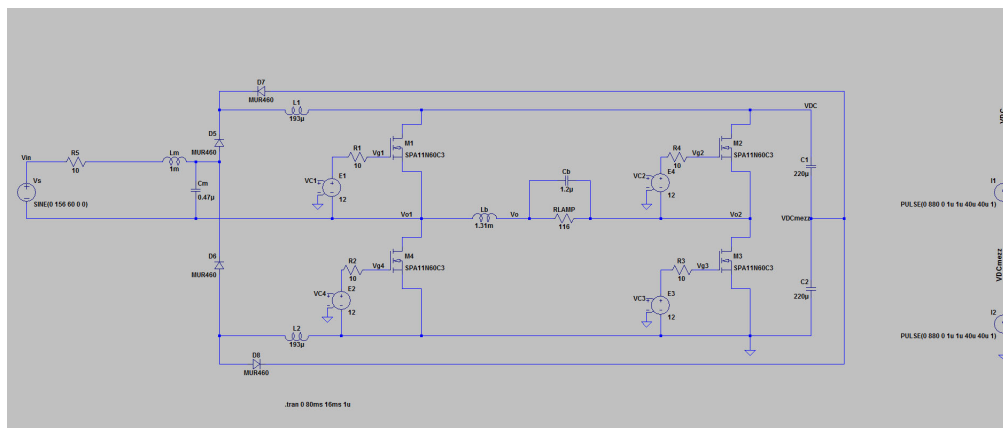 D7
MUR460
L1
193µ
VDC
VDC
D5
MUR460
M1
SPA11N60C3
M2
SPA11N60C3
Vin
R5
10
Lm
1m
R1
10
Vg1
R4
10
Vg2
C1
220µ
Vs
SINE(0 156 60 0 0)
Cm
0.47µ
VC1
E1
12
Cb
1.2µ
VC2
E4
12
I1
PULSE(0 880 0 1u 1u 40u 40u 1)
Vo1
Lb
1.31m
Vo
RLAMP
116
Vo2
VDCmezz
D6
MUR460
M4
SPA11N60C3
M3
SPA11N60C3
VDCmezz
R2
10
Vg4
R3
10
Vg3
C2
220µ
VC4
E2
12
VC3
E3
12
I2
PULSE(0 880 0 1u 1u 40u 40u 1)
L2
193µ
D8
MUR460
.tran 0 80ms 16ms 1u